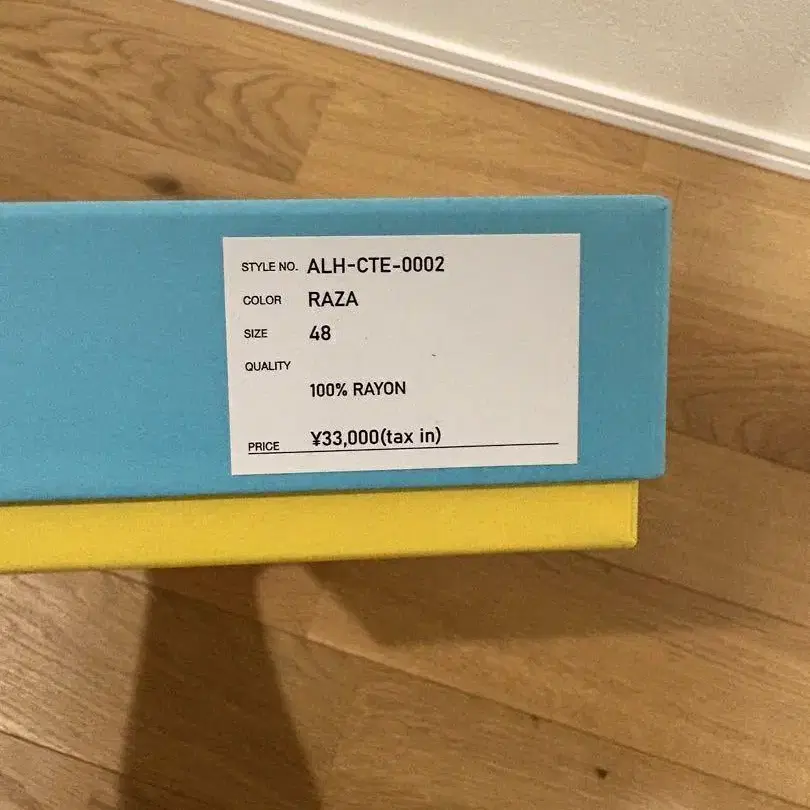 STYLE NO. ALH-CTE-0002
COLOR RAZA
SIZE 48
QUALITY
100% RAYON
PRICE ¥33,000(tax in)